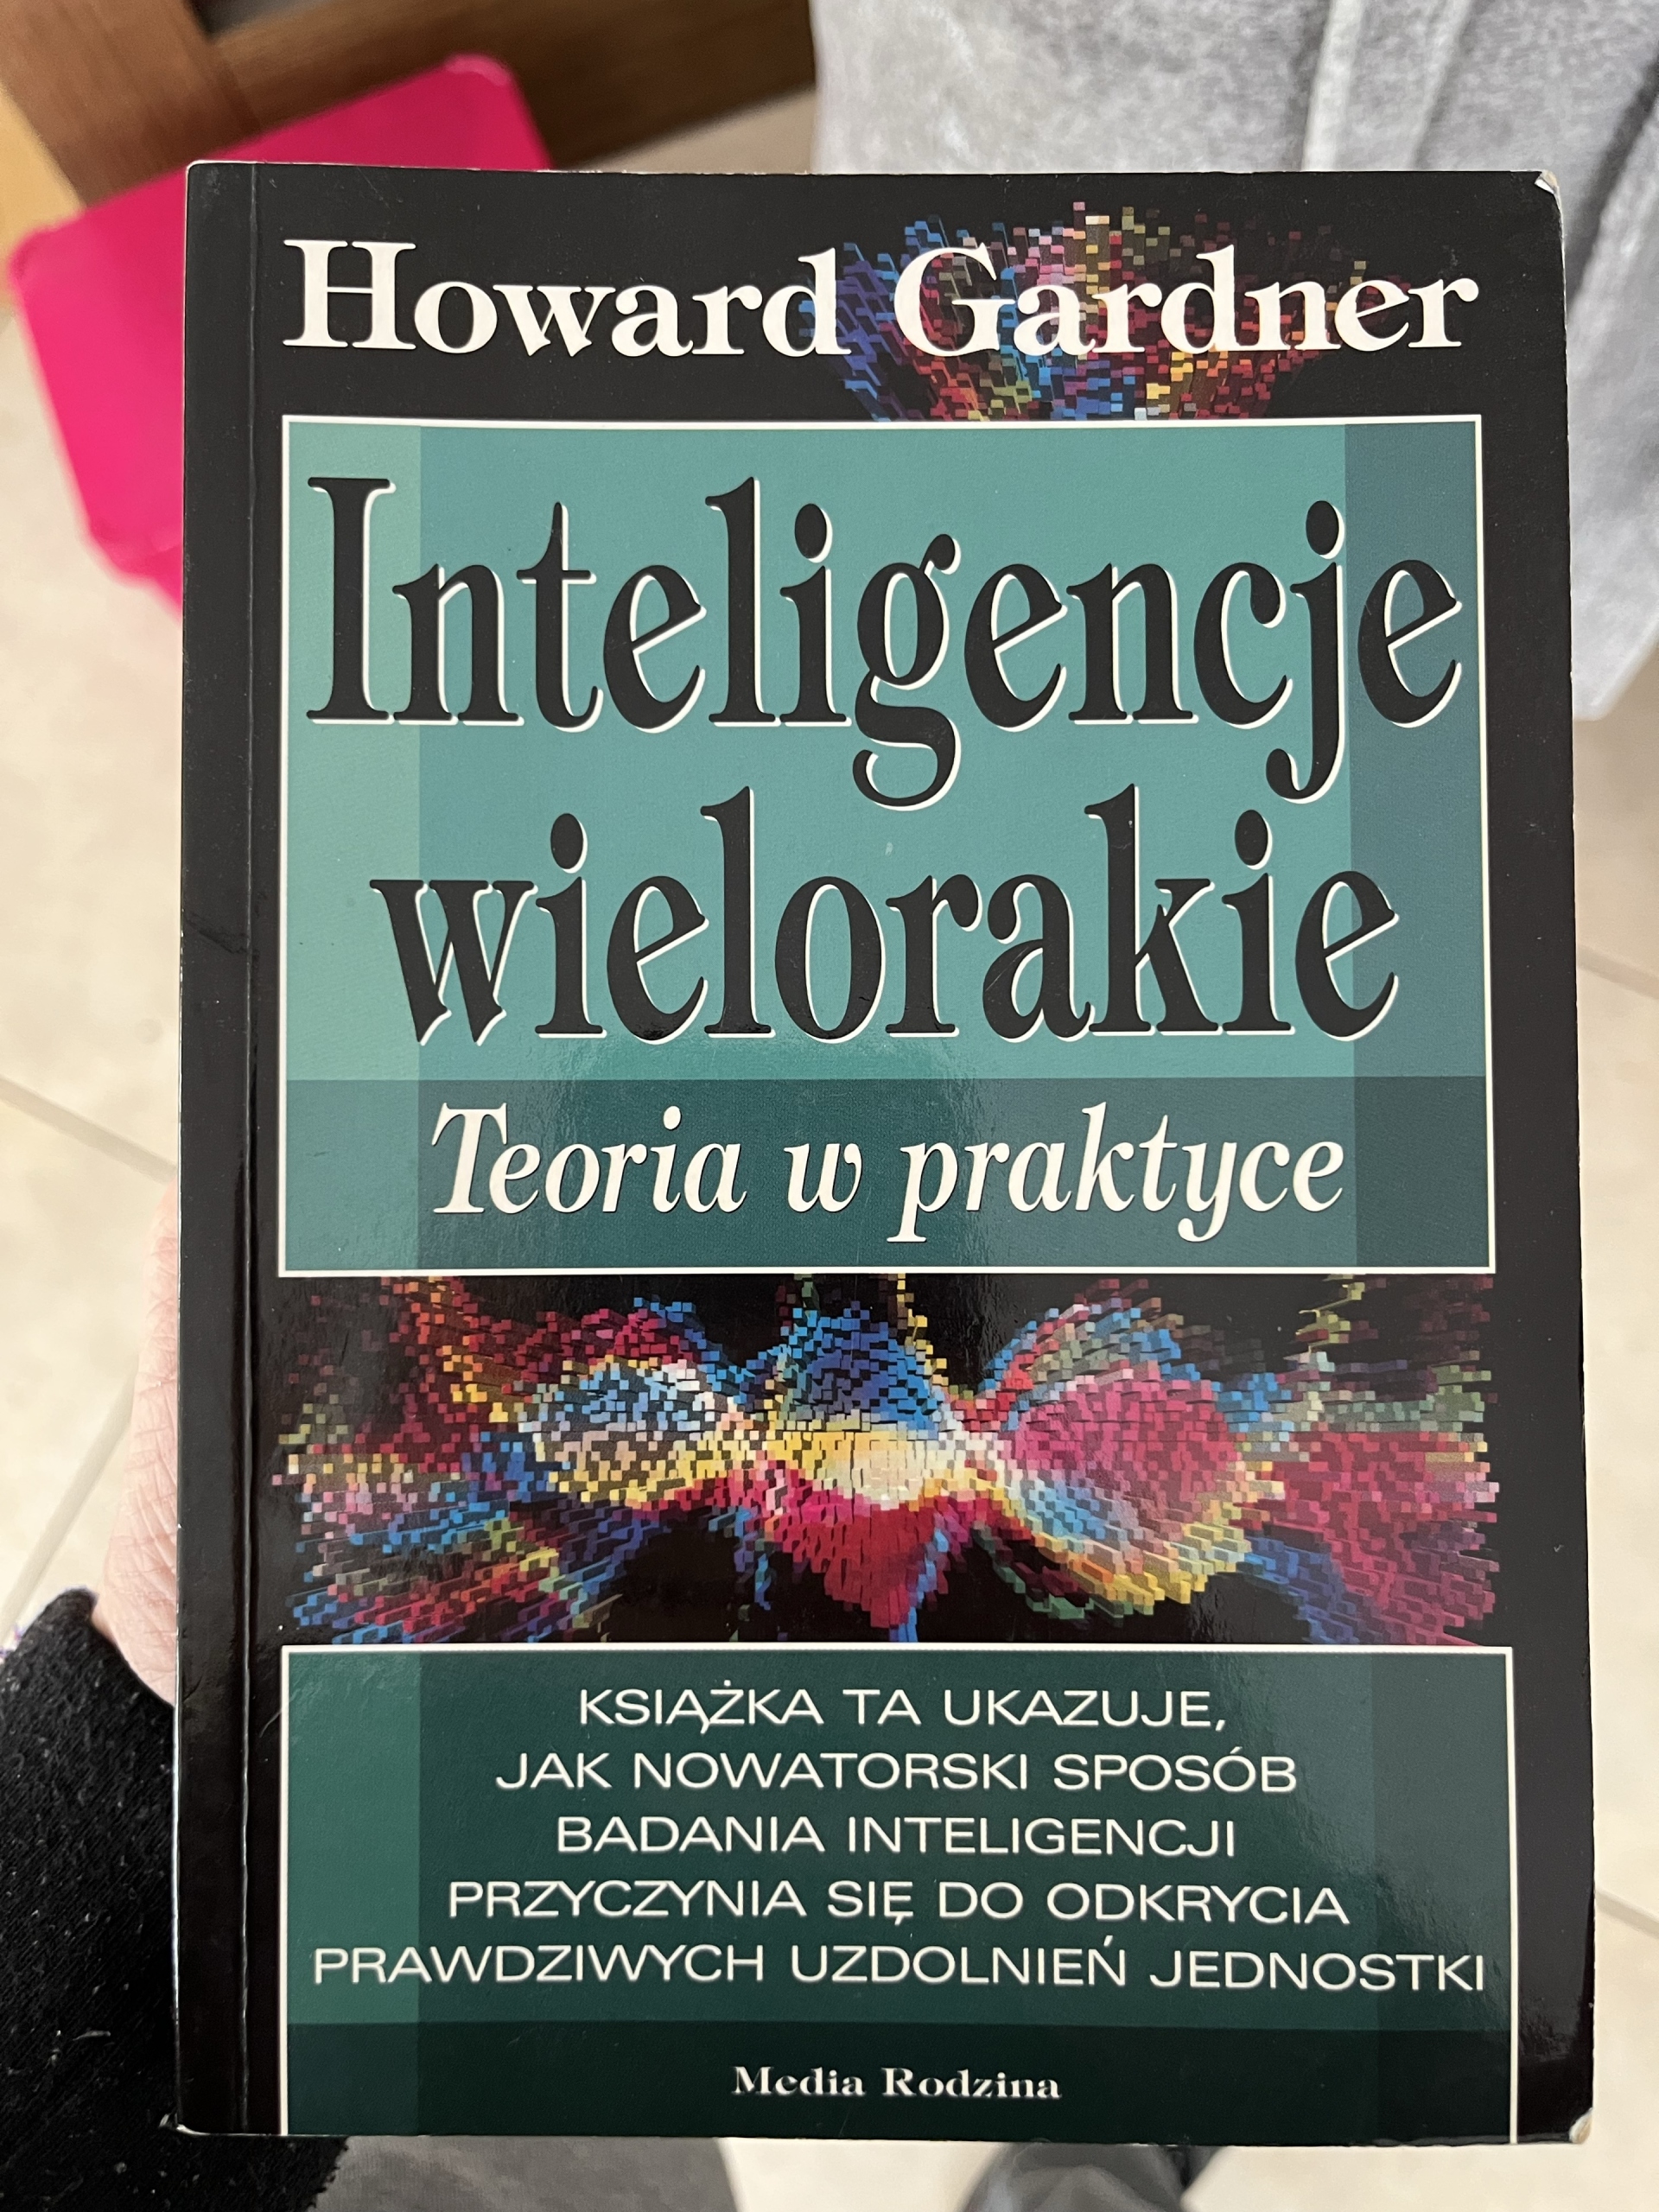 Howard Gardner
Inteligencje
wielorakie
Teoria w praktyce
KSIĄŻKA TA UKAZUJE,
JAK NOWATORSKI SPOSÓB
BADANIA INTELIGENCJI
PRZYCZYNIA SIĘ DO ODKRYCIA
PRAWDZIWYCH UZDOLNIEŃ JEDNOSTKI
Media Rodzina